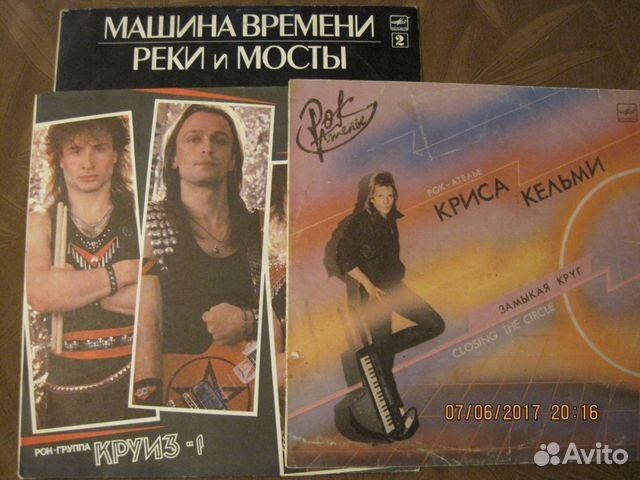 МАШИНА ВРЕМЕНИ
РЕКИ и МОСТЫ
2
Рок
Ателье
РОК-АТЕЛЬЕ
КРИСА КЕЛЬМИ
ЗАМЫКАЯ КРУГ
CLOSING THE CIRCLE
РОК-ГРУППА КРУИЗ-1
07/06/2017 20:16
Avito